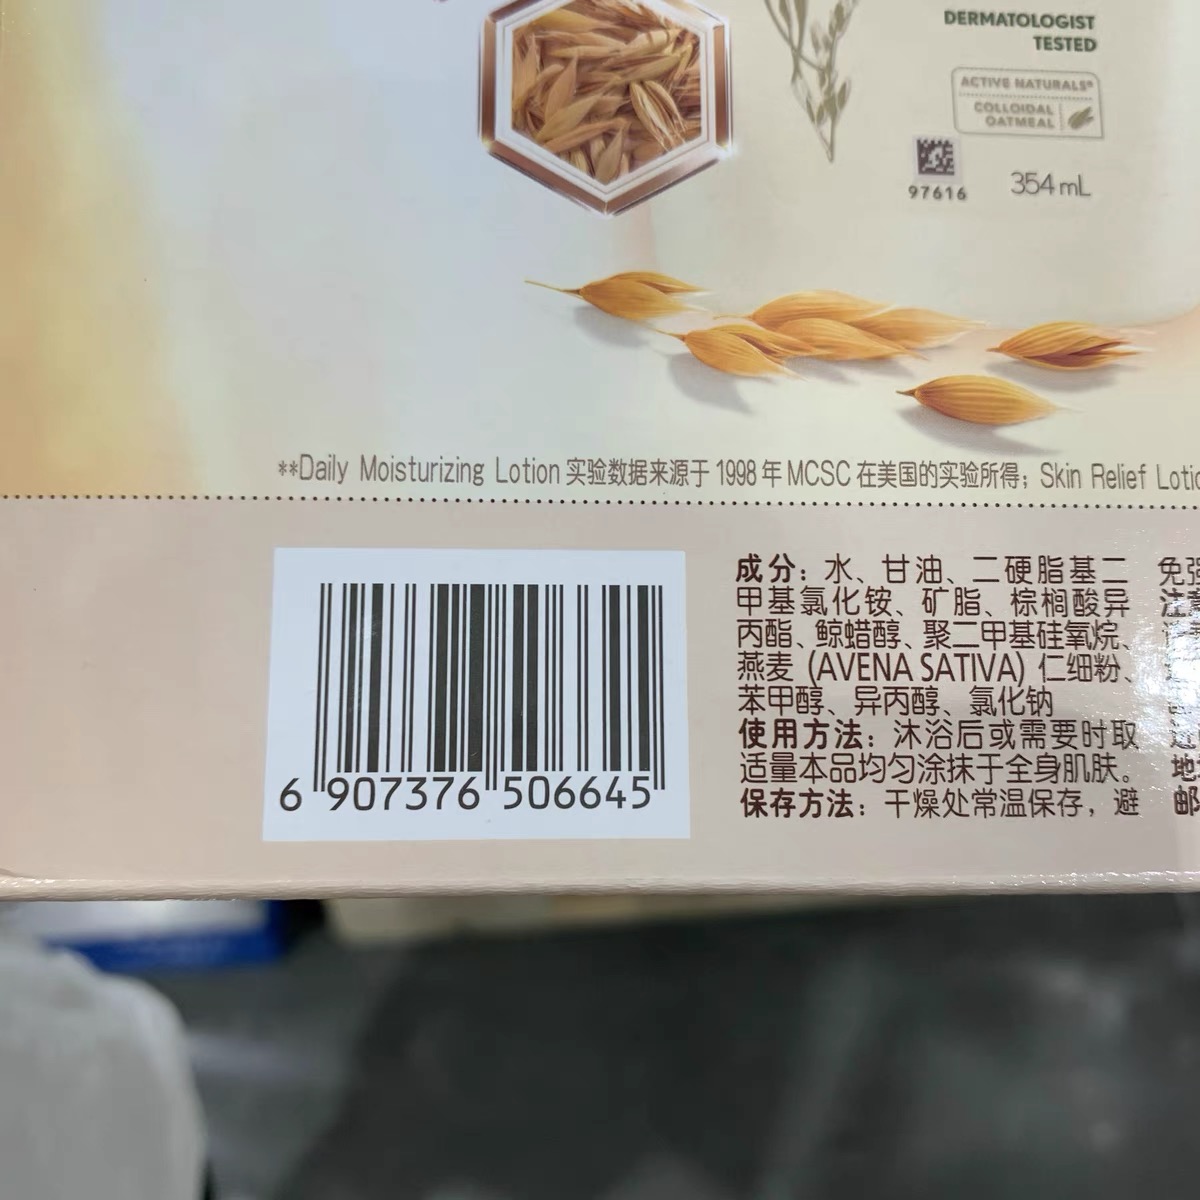 DERMATOLOGIST
TESTED
ACTIVE NATURALS®
COLLOIDAL
OATMEAL
97616
354 mL
**Daily Moisturizing Lotion 实验数据来源于 1998 年 MCSC 在美国的实验所得；Skin Relief
6 907376 506645
成分：水、甘油、二硬脂基二
甲基氯化铵、矿脂、棕榈酸异
丙酯、鲸蜡醇、聚二甲基硅氧烷、
燕麦 (AVENA SATIVA) 仁细粉、
苯甲醇、异丙醇、氯化钠
使用方法：沐浴后或需要时取
适量本品均匀涂抹于全身肌肤。
保存方法：干燥处常温保存，避
免